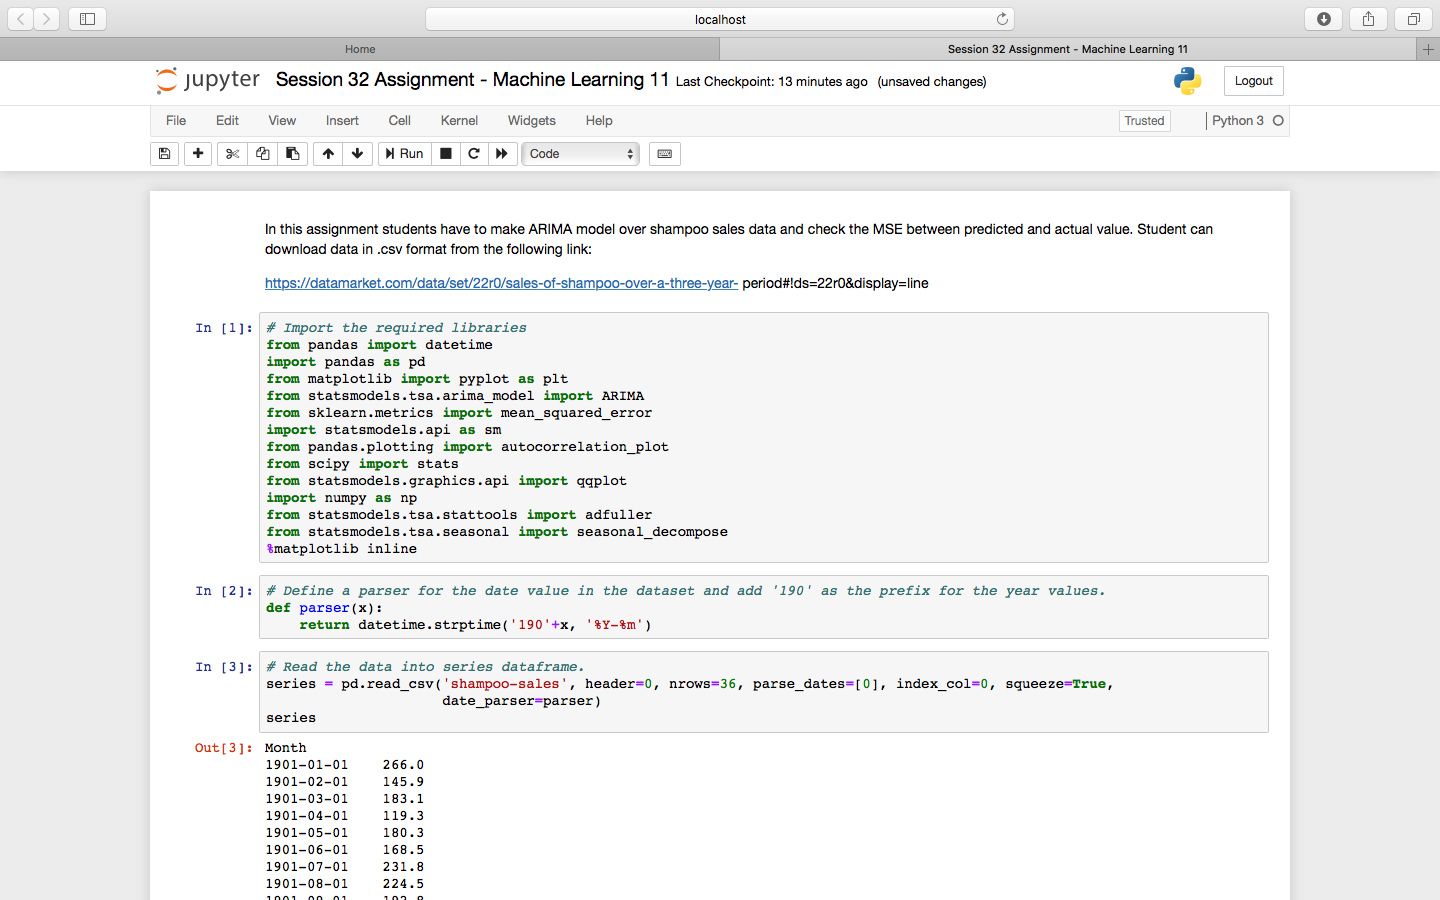 localhost
Home
Session 32 Assignment - Machine Learning 11
jupyter Session 32 Assignment - Machine Learning 11 Last Checkpoint: 13 minutes ago (unsaved changes)
Logout
File Edit View Insert Cell Kernel Widgets Help
Trusted
Python 3
Run
Code
In this assignment students have to make ARIMA model over shampoo sales data and check the MSE between predicted and actual value. Student can
download data in .csv format from the following link:
https://datamarket.com/data/set/22r0/sales-of-shampoo-over-a-three-year- period#!ds=22r0&display=line
In [1]: # Import the required libraries
from pandas import datetime
import pandas as pd
from matplotlib import pyplot as plt
from statsmodels.tsa.arima_model import ARIMA
from sklearn.metrics import mean_squared_error
import statsmodels.api as sm
from pandas.plotting import autocorrelation_plot
from scipy import stats
from statsmodels.graphics.api import qqplot
import numpy as np
from statsmodels.tsa.stattools import adfuller
from statsmodels.tsa.seasonal import seasonal_decompose
%matplotlib inline
In [2]: # Define a parser for the date value in the dataset and add '190' as the prefix for the year values.
def parser(x):
    return datetime.strptime('190'+x, '%Y-%m')
In [3]: # Read the data into series dataframe.
series = pd.read_csv('shampoo-sales', header=0, nrows=36, parse_dates=[0], index_col=0, squeeze=True,
                     date_parser=parser)
series
Out[3]: Month
1901-01-01    266.0
1901-02-01    145.9
1901-03-01    183.1
1901-04-01    119.3
1901-05-01    180.3
1901-06-01    168.5
1901-07-01    231.8
1901-08-01    224.5